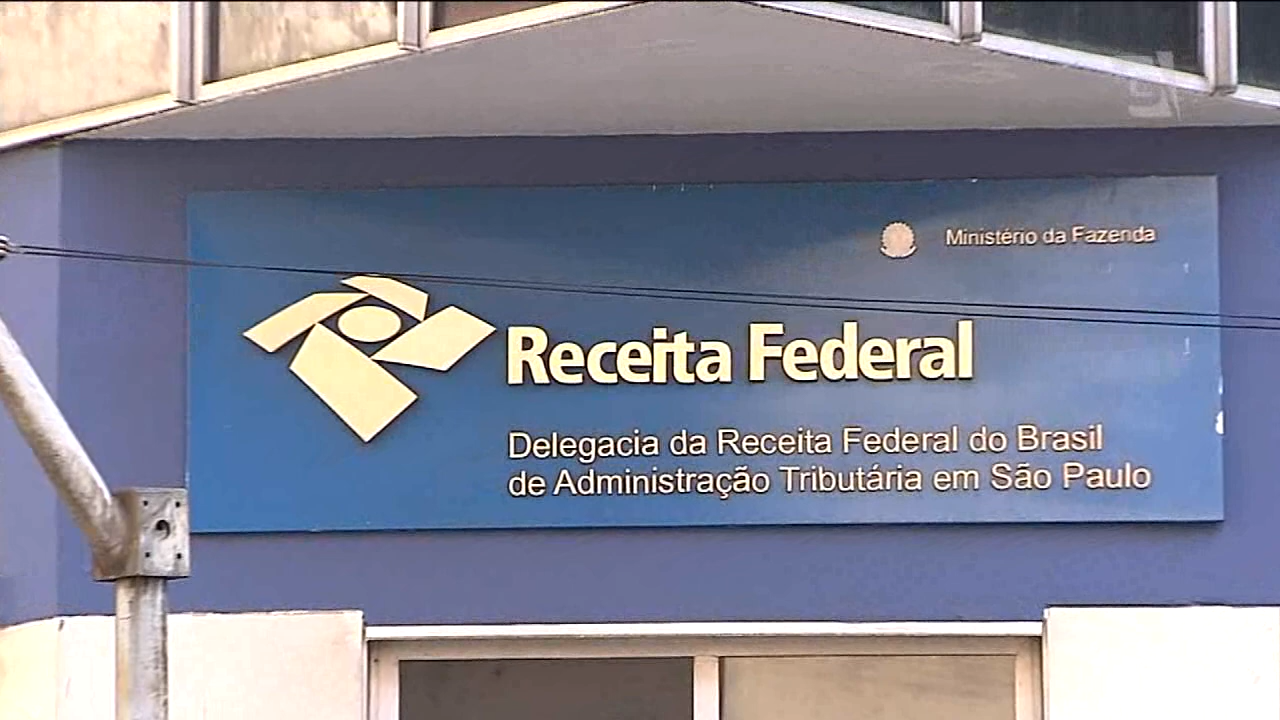 Ministério da Fazenda
Receita Federal
Delegacia da Receita Federal do Brasil
de Administração Tributária em São Paulo